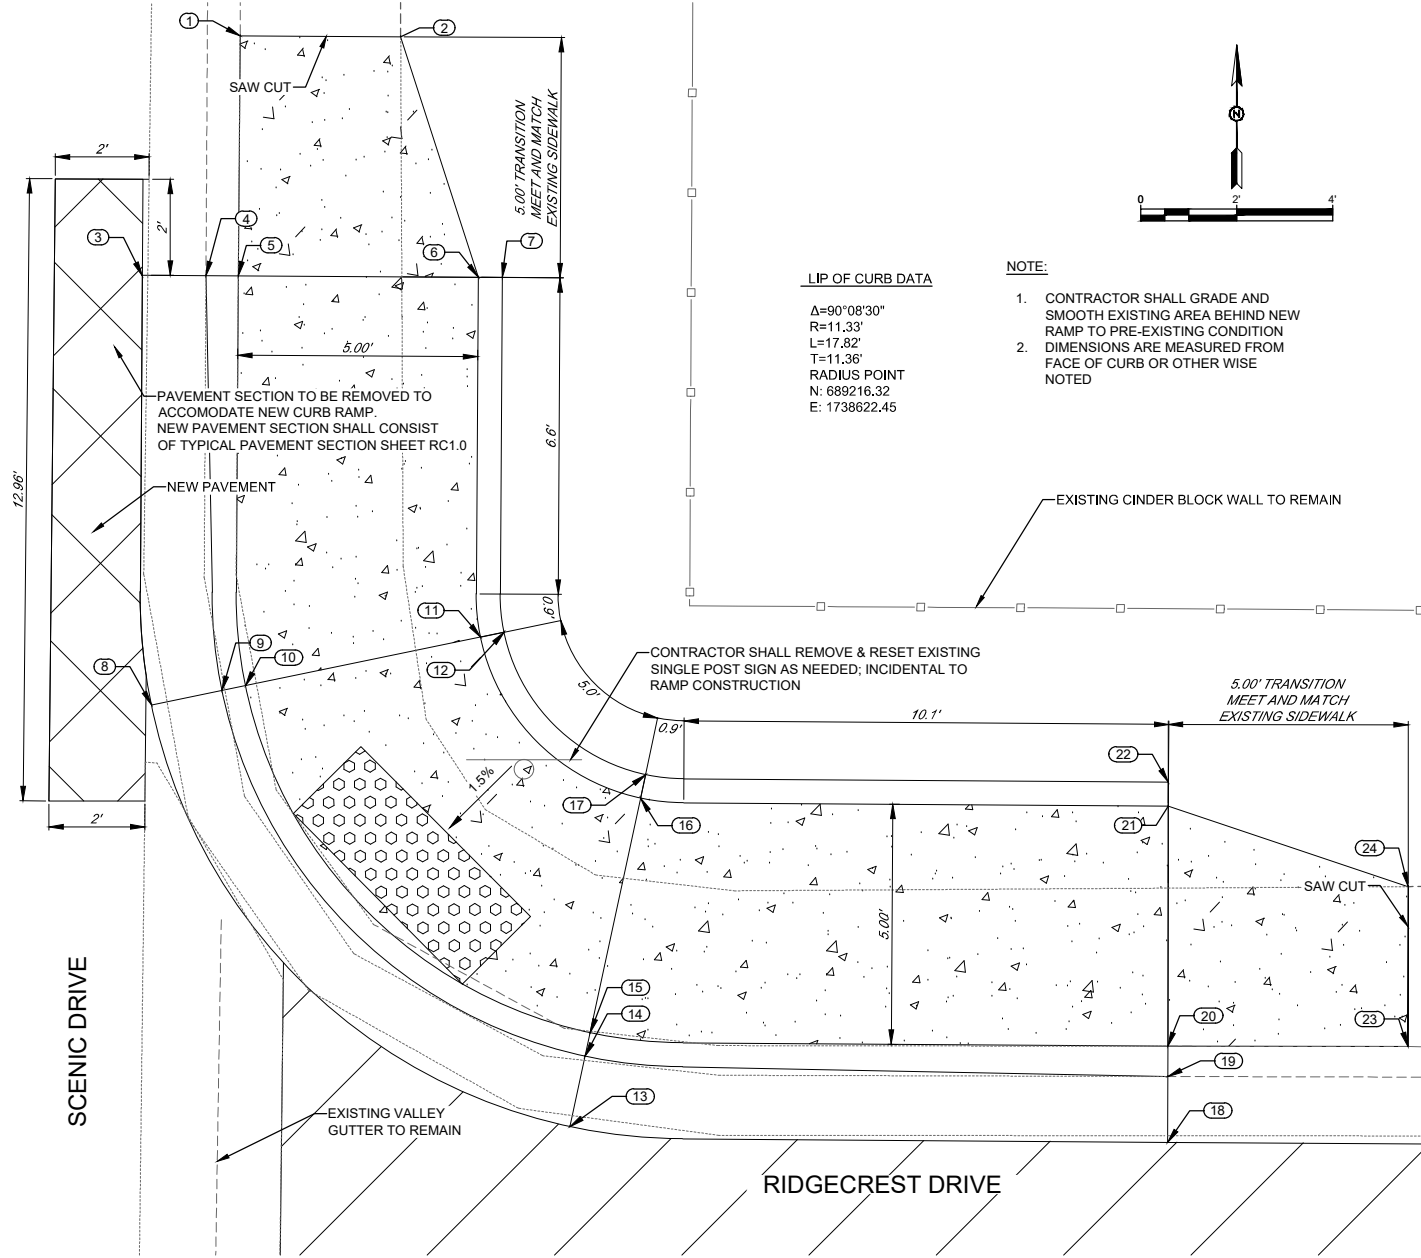 1
2
SAW CUT
5.00' TRANSITION
MEET AND MATCH
EXISTING SIDEWALK
N
0
2'
4'
2'
2'
3
4
5
6
7
LIP OF CURB DATA
Δ=90°08'30"
R=11.33'
L=17.82'
T=11.36'
RADIUS POINT
N: 689216.32
E: 1738622.45
NOTE:
1. CONTRACTOR SHALL GRADE AND
SMOOTH EXISTING AREA BEHIND NEW
RAMP TO PRE-EXISTING CONDITION
2. DIMENSIONS ARE MEASURED FROM
FACE OF CURB OR OTHER WISE
NOTED
5.00'
PAVEMENT SECTION TO BE REMOVED TO
ACCOMODATE NEW CURB RAMP.
NEW PAVEMENT SECTION SHALL CONSIST
OF TYPICAL PAVEMENT SECTION SHEET RC1.0
6.6'
12.96'
NEW PAVEMENT
EXISTING CINDER BLOCK WALL TO REMAIN
0.9'
11
12
9
10
8
CONTRACTOR SHALL REMOVE & RESET EXISTING
SINGLE POST SIGN AS NEEDED; INCIDENTAL TO
RAMP CONSTRUCTION
5.0'
0.9'
10.1'
5.00' TRANSITION
MEET AND MATCH
EXISTING SIDEWALK
22
1.5%
17
16
21
2'
24
SAW CUT
5.00'
15
14
20
23
19
13
18
SCENIC DRIVE
EXISTING VALLEY
GUTTER TO REMAIN
RIDGECREST DRIVE